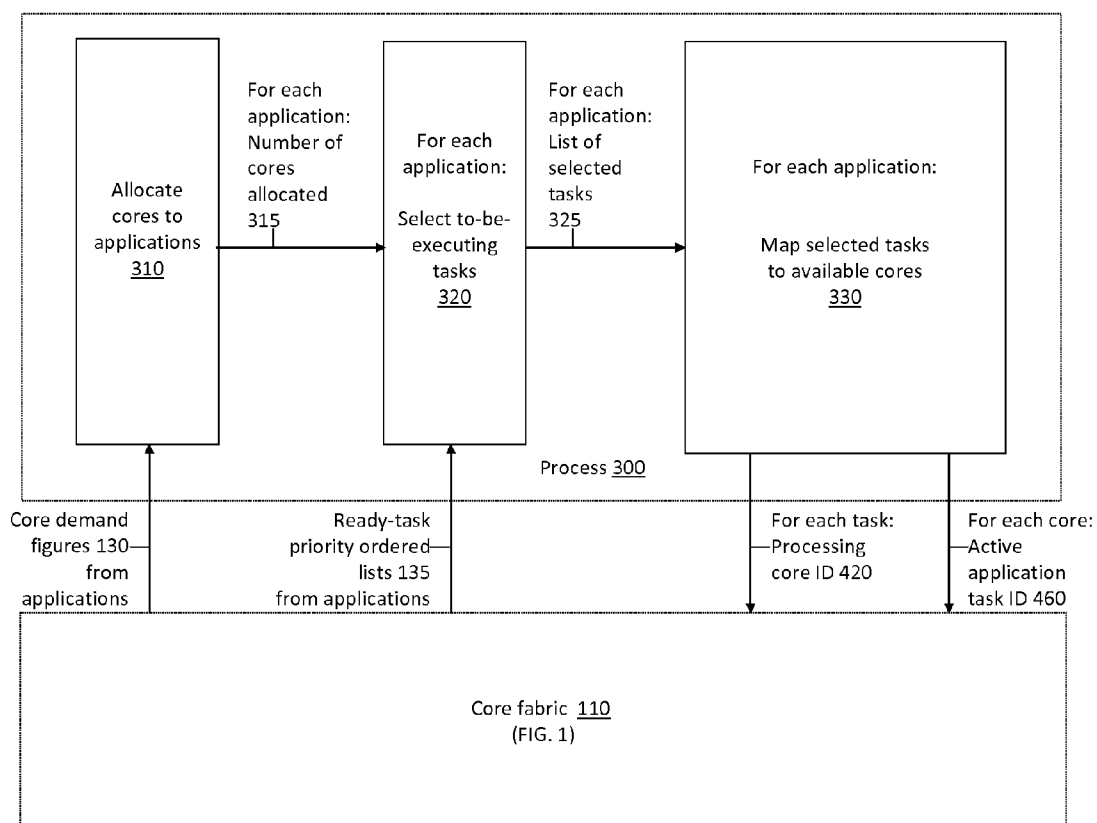 Allocate
cores to
applications
310
For each
application:
Number of
cores
allocated
315
For each
application:
Select to-be-
executing
tasks
320
For each
application:
List of
selected
tasks
325
For each application:
Map selected tasks
to available cores
330
Process 300
Core demand
figures 130
from
applications
Ready-task
priority ordered
lists 135
from applications
For each task:
Processing
core ID 420
For each core:
Active
application
task ID 460
Core fabric 110
(FIG. 1)